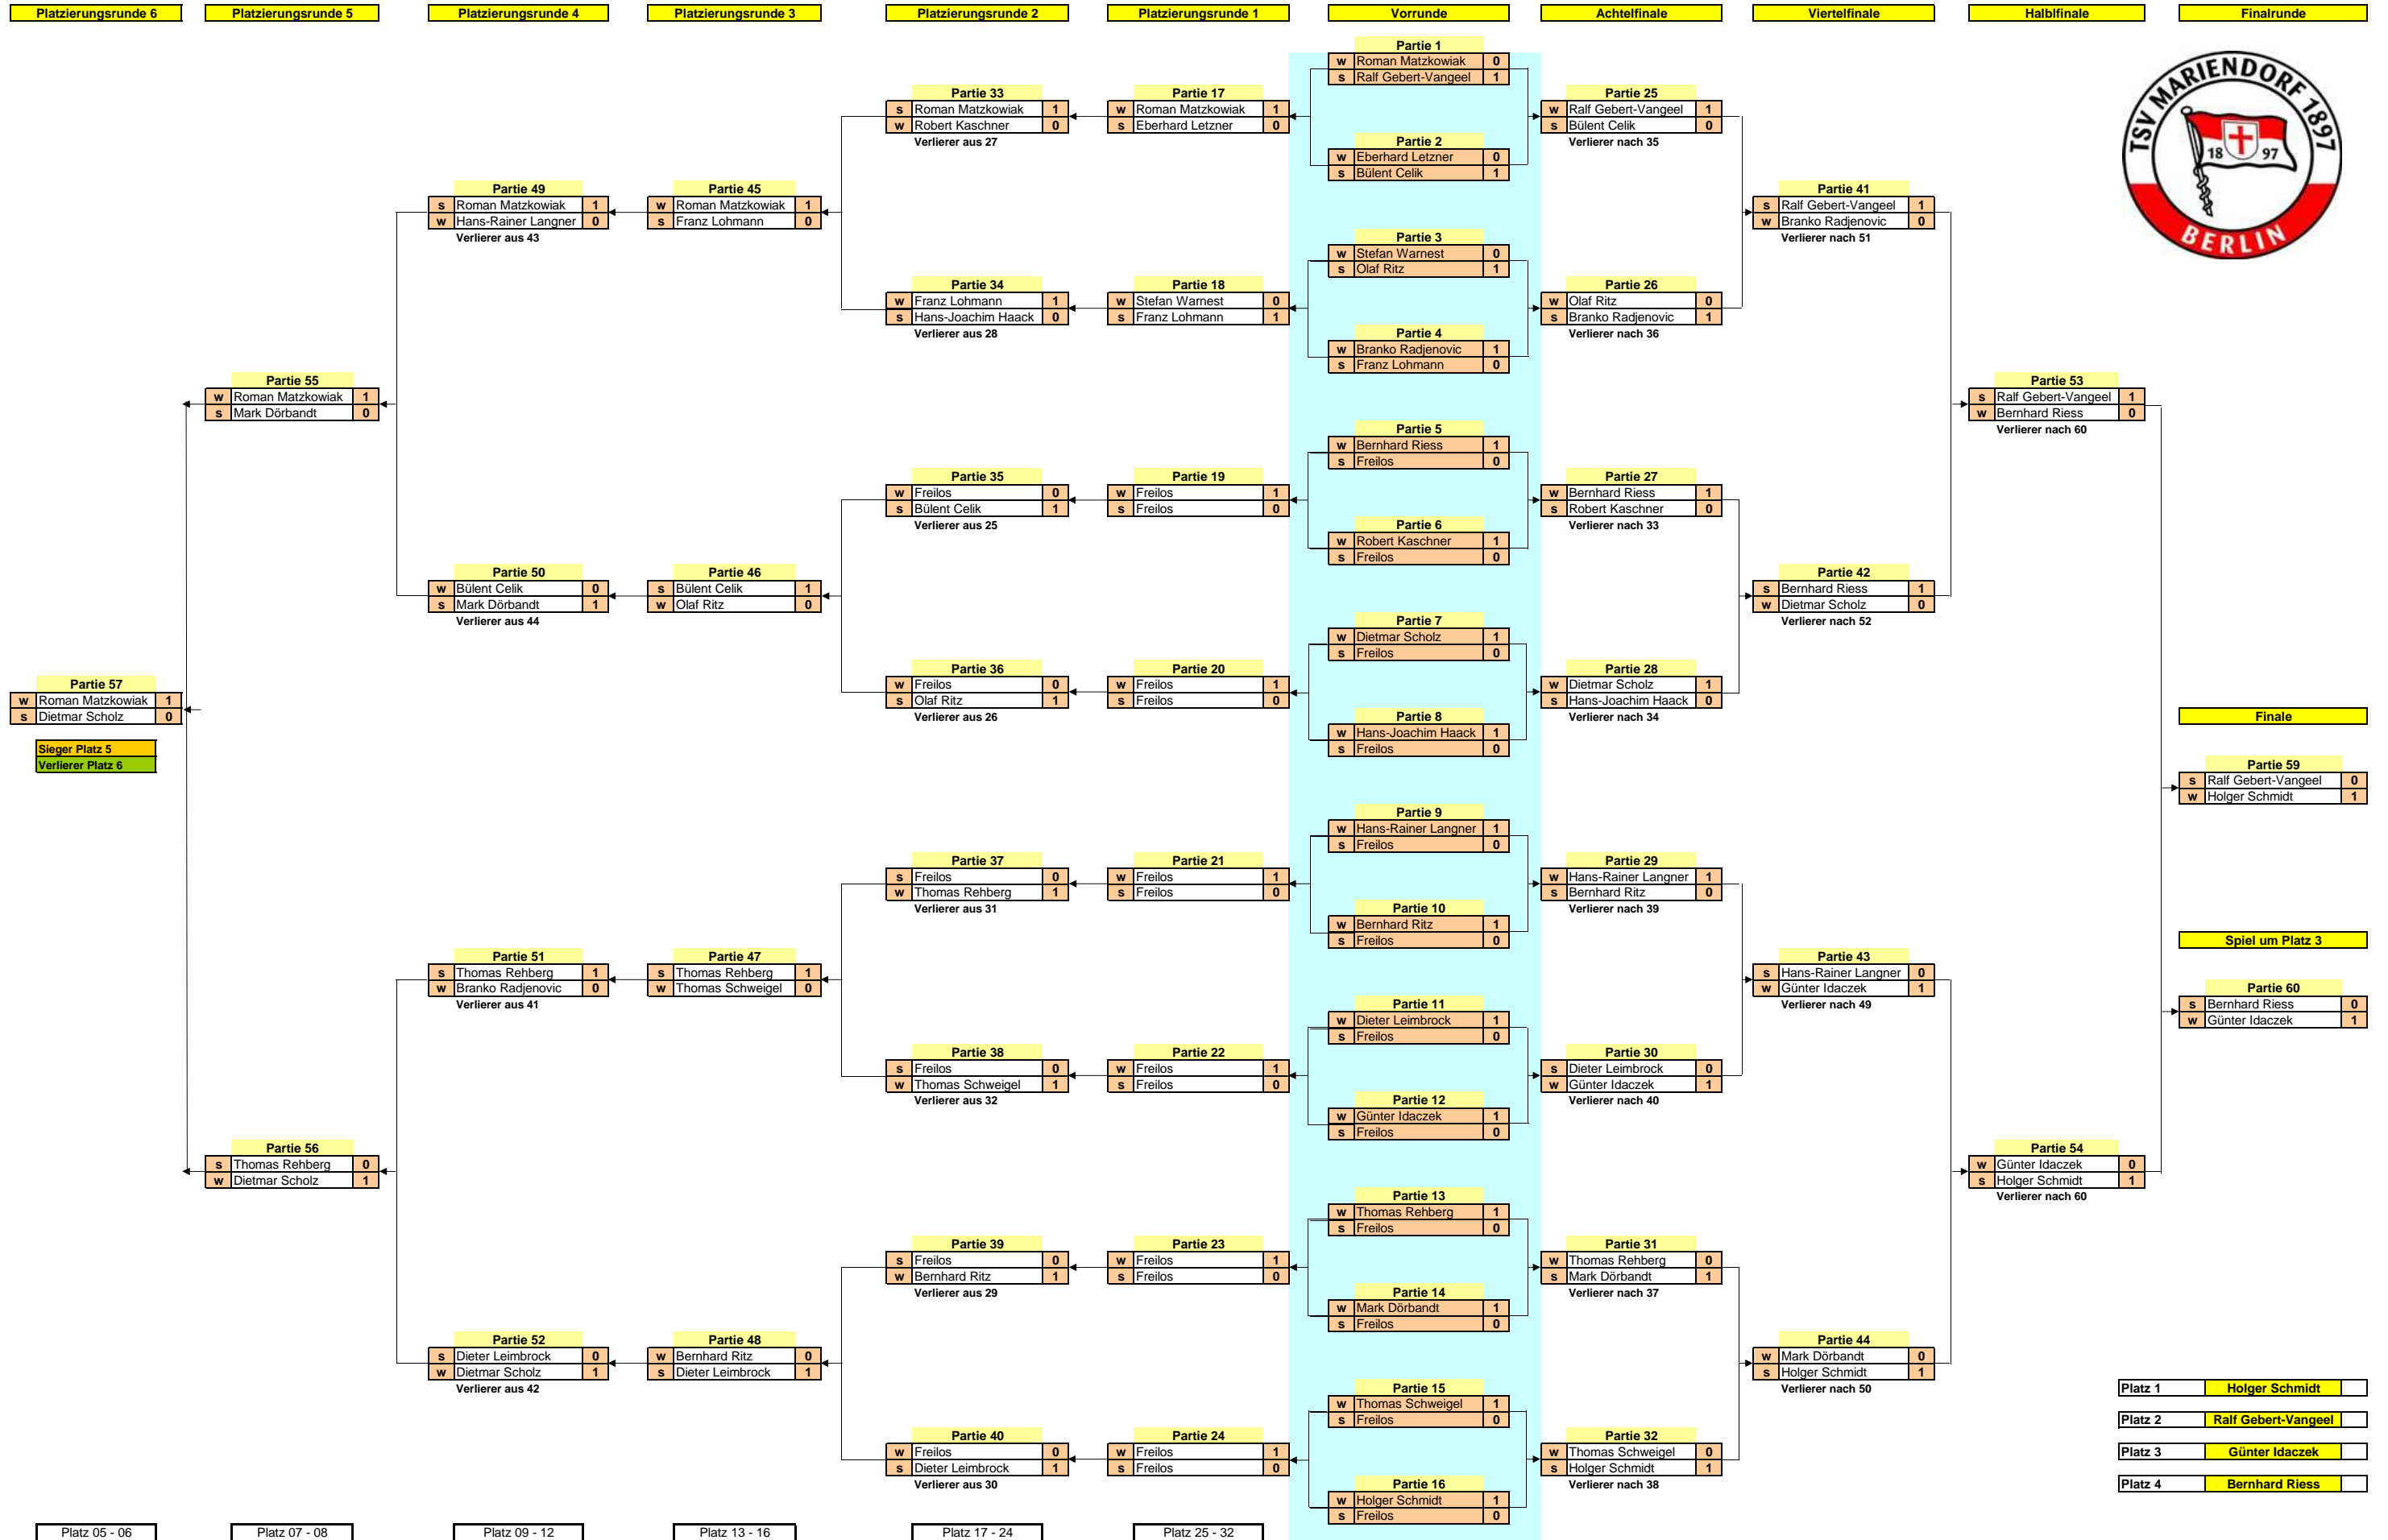 Platzierungsrunde 6
Platzierungsrunde 5
Platzierungsrunde 4
Platzierungsrunde 3
Platzierungsrunde 2
Platzierungsrunde 1
Vorrunde
Achtelfinale
Viertelfinale
Halblfinale
Finalrunde
Partie 57
w Roman Matzkowiak 1
s Dietmar Scholz 0
Sieger Platz 5
Verlierer Platz 6
Platz 05 - 06
Partie 55
w Roman Matzkowiak 1
s Mark Dörbandt 0
Partie 56
s Thomas Rehberg 0
w Dietmar Scholz 1
Platz 07 - 08
Partie 49
s Roman Matzkowiak 1
w Hans-Rainer Langner 0
Verlierer aus 43
Partie 50
w Bülent Celik 0
s Mark Dörbandt 1
Verlierer aus 44
Partie 51
s Thomas Rehberg 1
w Branko Radjenovic 0
Verlierer aus 41
Partie 52
s Dieter Leimbrock 0
w Dietmar Scholz 1
Verlierer aus 42
Platz 09 - 12
Partie 45
w Roman Matzkowiak 1
s Franz Lohmann 0
Partie 46
s Bülent Celik 1
w Olaf Ritz 0
Partie 47
s Thomas Rehberg 1
w Thomas Schweigel 0
Partie 48
w Bernhard Ritz 0
s Dieter Leimbrock 1
Platz 13 - 16
Partie 33
s Roman Matzkowiak 1
w Robert Kaschner 0
Verlierer aus 27
Partie 34
w Franz Lohmann 1
s Hans-Joachim Haack 0
Verlierer aus 28
Partie 35
w Freilos 0
s Bülent Celik 1
Verlierer aus 25
Partie 36
w Freilos 0
s Olaf Ritz 1
Verlierer aus 26
Partie 37
s Freilos 0
w Thomas Rehberg 1
Verlierer aus 31
Partie 38
s Freilos 0
w Thomas Schweigel 1
Verlierer aus 32
Partie 39
s Freilos 0
w Bernhard Ritz 1
Verlierer aus 29
Partie 40
w Freilos 0
s Dieter Leimbrock 1
Verlierer aus 30
Platz 17 - 24
Partie 17
w Roman Matzkowiak 1
s Eberhard Letzner 0
Partie 18
w Stefan Warnest 0
s Franz Lohmann 1
Partie 19
w Freilos 1
s Freilos 0
Partie 20
w Freilos 1
s Freilos 0
Partie 21
w Freilos 1
s Freilos 0
Partie 22
w Freilos 1
s Freilos 0
Partie 23
w Freilos 1
s Freilos 0
Partie 24
w Freilos 1
s Freilos 0
Platz 25 - 32
Partie 1
w Roman Matzkowiak 0
s Ralf Gebert-Vangeel 1
Partie 2
w Eberhard Letzner 0
s Bülent Celik 1
Partie 3
w Stefan Warnest 0
s Olaf Ritz 1
Partie 4
w Branko Radjenovic 1
s Franz Lohmann 0
Partie 5
w Bernhard Riess 1
s Freilos 0
Partie 6
w Robert Kaschner 1
s Freilos 0
Partie 7
w Dietmar Scholz 1
s Freilos 0
Partie 8
w Hans-Joachim Haack 1
s Freilos 0
Partie 9
w Hans-Rainer Langner 1
s Freilos 0
Partie 10
w Bernhard Ritz 1
s Freilos 0
Partie 11
w Dieter Leimbrock 1
s Freilos 0
Partie 12
w Günter Idaczek 1
s Freilos 0
Partie 13
w Thomas Rehberg 1
s Freilos 0
Partie 14
w Mark Dörbandt 1
s Freilos 0
Partie 15
w Thomas Schweigel 1
s Freilos 0
Partie 16
w Holger Schmidt 1
s Freilos 0
Partie 25
w Ralf Gebert-Vangeel 1
s Bülent Celik 0
Verlierer nach 35
Partie 26
w Olaf Ritz 0
s Branko Radjenovic 1
Verlierer nach 36
Partie 27
w Bernhard Riess 1
s Robert Kaschner 0
Verlierer nach 33
Partie 28
w Dietmar Scholz 1
s Hans-Joachim Haack 0
Verlierer nach 34
Partie 29
w Hans-Rainer Langner 1
s Bernhard Ritz 0
Verlierer nach 39
Partie 30
s Dieter Leimbrock 0
w Günter Idaczek 1
Verlierer nach 40
Partie 31
w Thomas Rehberg 0
s Mark Dörbandt 1
Verlierer nach 37
Partie 32
w Thomas Schweigel 0
s Holger Schmidt 1
Verlierer nach 38
Partie 41
s Ralf Gebert-Vangeel 1
w Branko Radjenovic 0
Verlierer nach 51
Partie 42
s Bernhard Riess 1
w Dietmar Scholz 0
Verlierer nach 52
Partie 43
s Hans-Rainer Langner 0
w Günter Idaczek 1
Verlierer nach 49
Partie 44
w Mark Dörbandt 0
s Holger Schmidt 1
Verlierer nach 50
Partie 53
s Ralf Gebert-Vangeel 1
w Bernhard Riess 0
Verlierer nach 60
Partie 54
w Günter Idaczek 0
s Holger Schmidt 1
Verlierer nach 60
TSV MARIENDORF 1897
18 97
BERLIN
Finale
Partie 59
s Ralf Gebert-Vangeel 0
w Holger Schmidt 1
Spiel um Platz 3
Partie 60
s Bernhard Riess 0
w Günter Idaczek 1
Platz 1 Holger Schmidt
Platz 2 Ralf Gebert-Vangeel
Platz 3 Günter Idaczek
Platz 4 Bernhard Riess